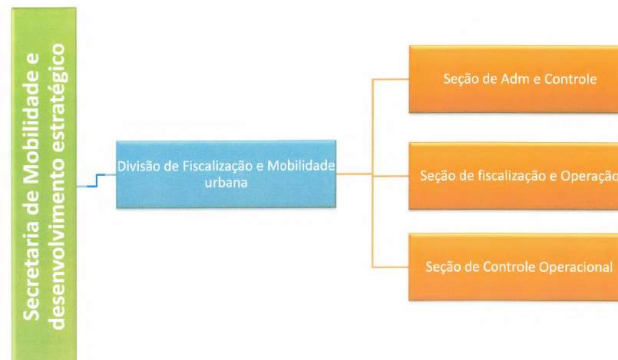 Secretaria de Mobilidade e
desenvolvimento estratégico
Divisão de Fiscalização e Mobilidade
urbana
Seção de Adm e Controle
Seção de fiscalização e Operação
Seção de Controle Operacional